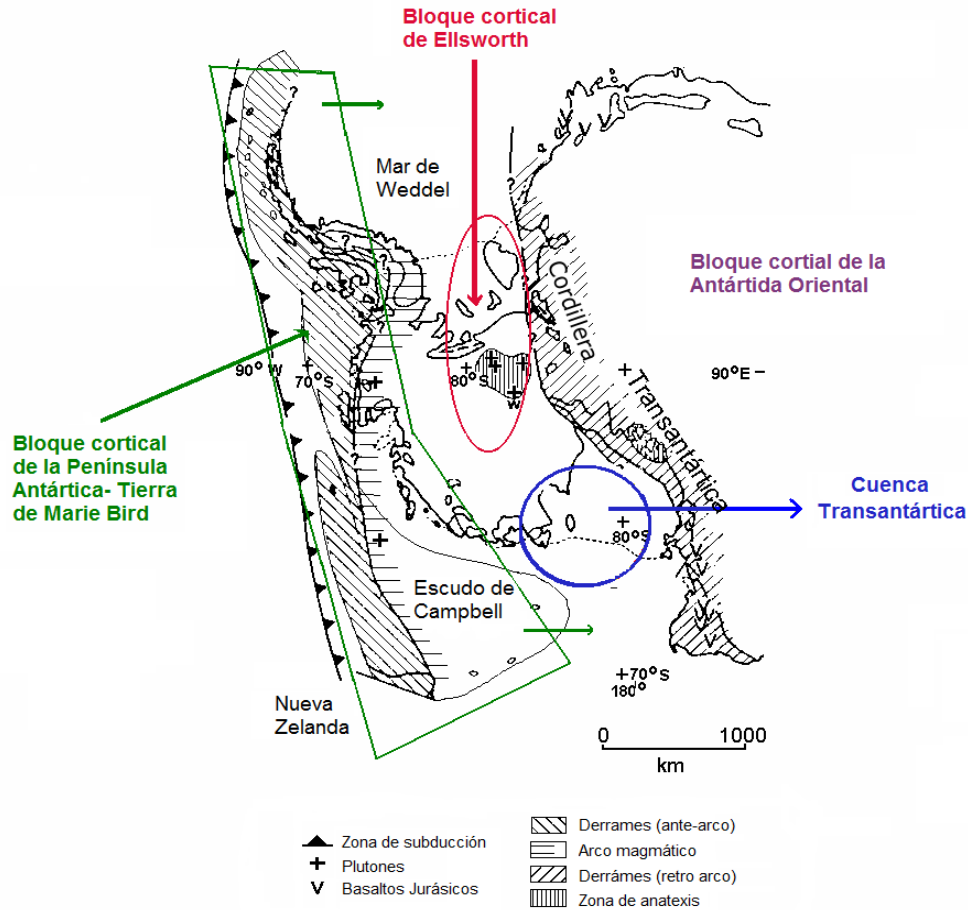 Bloque cortical
de Ellsworth
Mar de
Weddel
Bloque cortial de la
Antártida Oriental
Cordillera
Transantártica
90° W
70°S
80°S
W
90°E –
Bloque cortical
de la Península
Antártica- Tierra
de Marie Bird
Cuenca
Transantártica
80°S
Escudo de
Campbell
+70°S
180°
Nueva
Zelanda
0 1000
km
Zona de subducción
Plutones
Basaltos Jurásicos
Derrames (ante-arco)
Arco magmático
Derrámes (retro arco)
Zona de anatexis